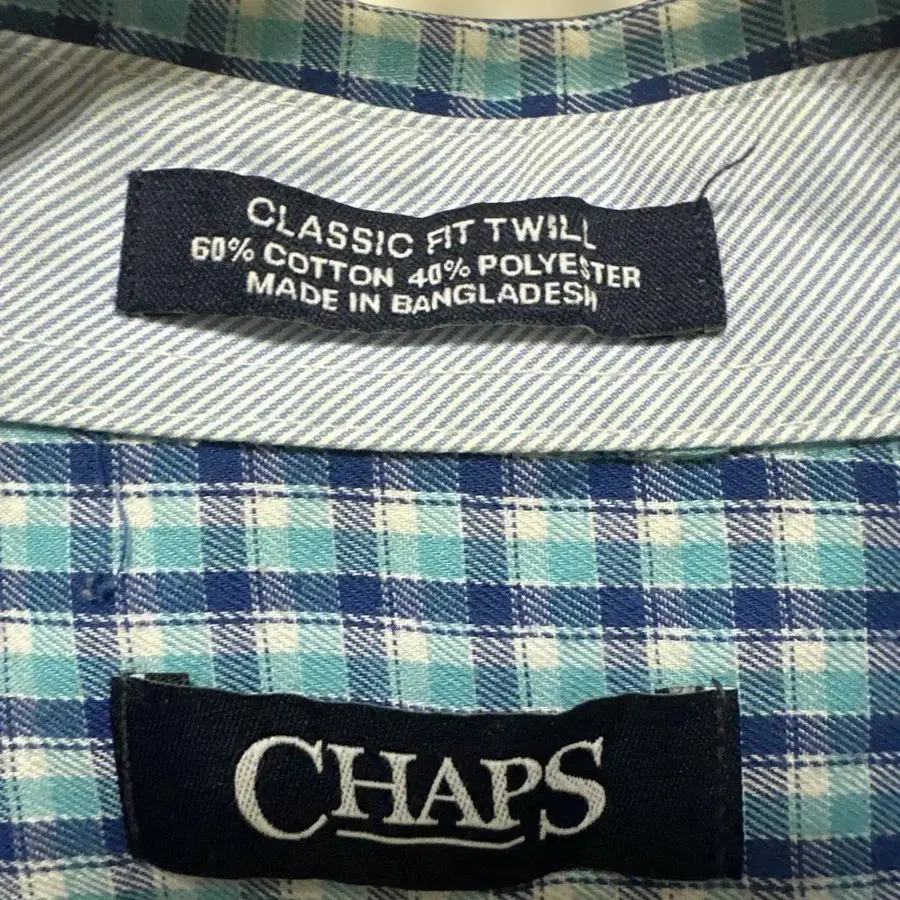 CLASSIC FIT TWILL
60% COTTON 40% POLYESTER
MADE IN BANGLADESH
CHAPS